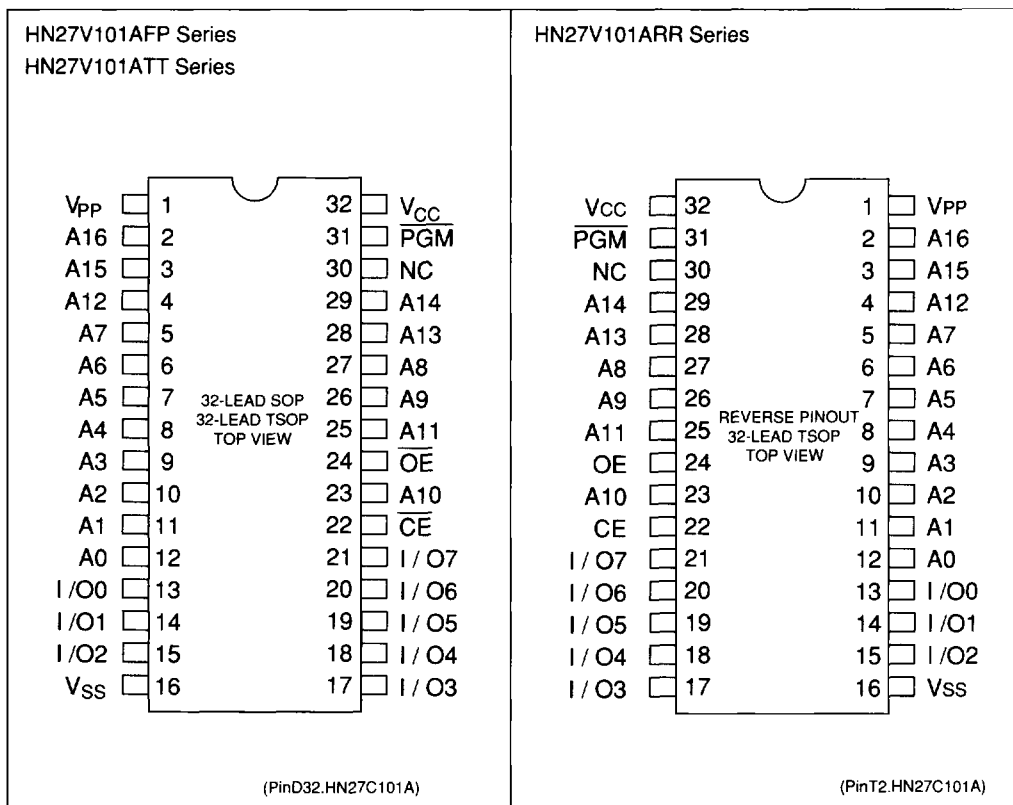 HN27V101AFP Series
HN27V101ATT Series
VPP 1 32 VCC
A16 2 31 P̅G̅M̅
A15 3 30 NC
A12 4 29 A14
A7 5 28 A13
A6 6 27 A8
A5 7 26 A9
A4 8 25 A11
A3 9 24 O̅E̅
A2 10 23 A10
A1 11 22 C̅E̅
A0 12 21 I/O7
I/O0 13 20 I/O6
I/O1 14 19 I/O5
I/O2 15 18 I/O4
VSS 16 17 I/O3
32-LEAD SOP
32-LEAD TSOP
TOP VIEW
(PinD32.HN27C101A)
HN27V101ARR Series
VCC 32 1 VPP
P̅G̅M̅ 31 2 A16
NC 30 3 A15
A14 29 4 A12
A13 28 5 A7
A8 27 6 A6
A9 26 7 A5
A11 25 8 A4
OE 24 9 A3
A10 23 10 A2
CE 22 11 A1
I/O7 21 12 A0
I/O6 20 13 I/O0
I/O5 19 14 I/O1
I/O4 18 15 I/O2
I/O3 17 16 VSS
REVERSE PINOUT
32-LEAD TSOP
TOP VIEW
(PinT2.HN27C101A)